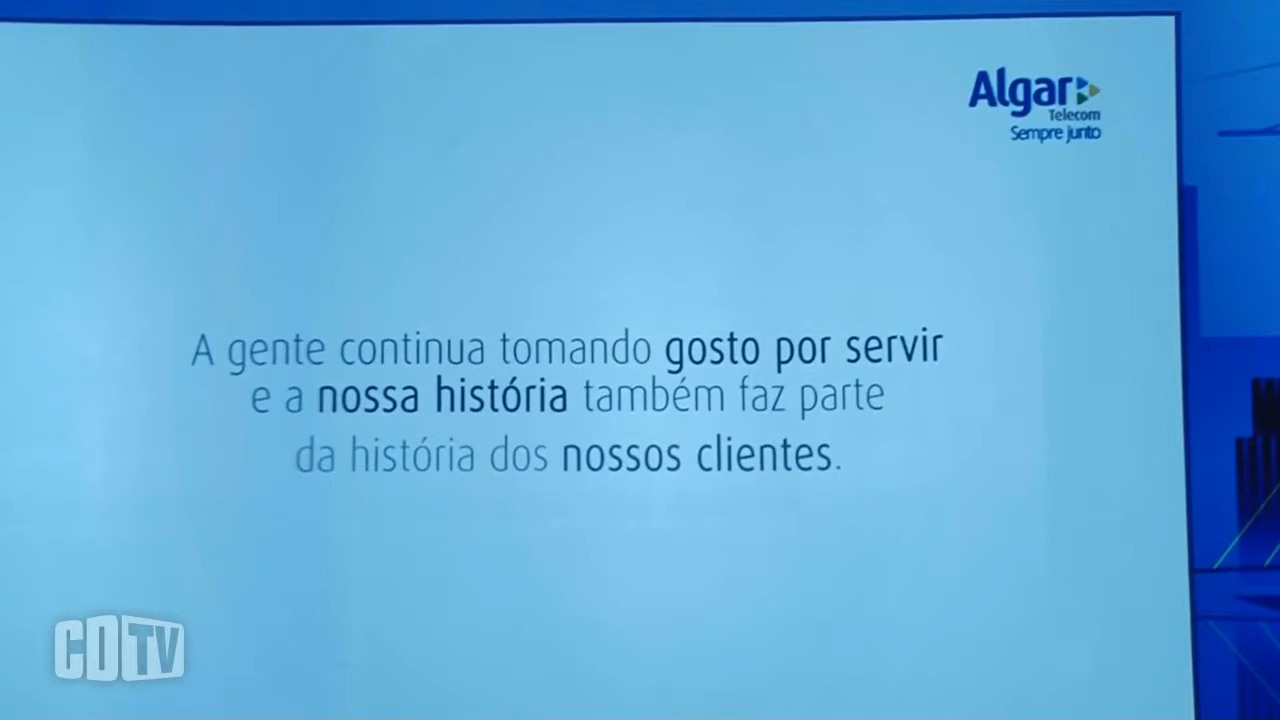 Algar
Telecom
Sempre junto
A gente continua tomando gosto por servir
e a nossa história também faz parte
da história dos nossos clientes.
CDTV